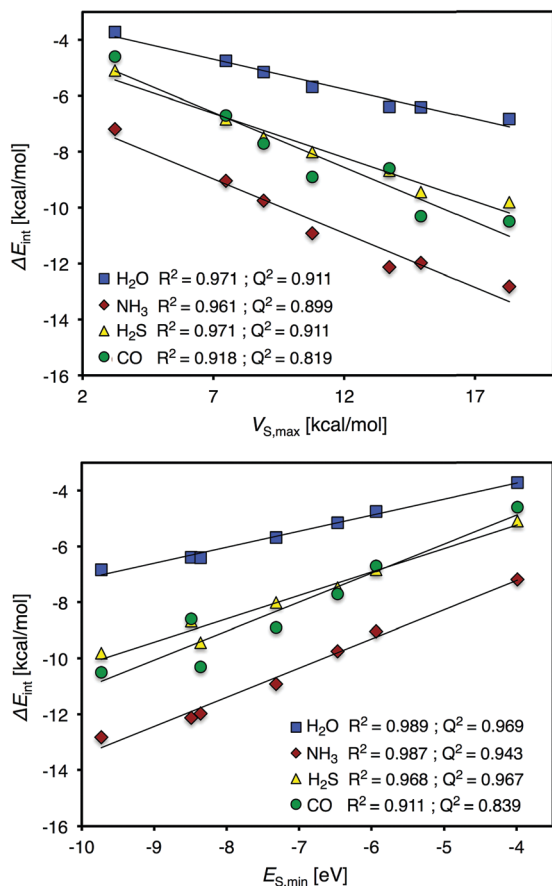 -4
-6
-8
-10
-12
-14
-16
ΔE_int [kcal/mol]
H₂O R² = 0.971 ; Q² = 0.911
NH₃ R² = 0.961 ; Q² = 0.899
H₂S R² = 0.971 ; Q² = 0.911
CO R² = 0.918 ; Q² = 0.819
2 7 12 17
V_S,max [kcal/mol]
-4
-6
-8
-10
-12
-14
-16
ΔE_int [kcal/mol]
H₂O R² = 0.989 ; Q² = 0.969
NH₃ R² = 0.987 ; Q² = 0.943
H₂S R² = 0.968 ; Q² = 0.967
CO R² = 0.911 ; Q² = 0.839
-10 -9 -8 -7 -6 -5 -4
E_S,min [eV]